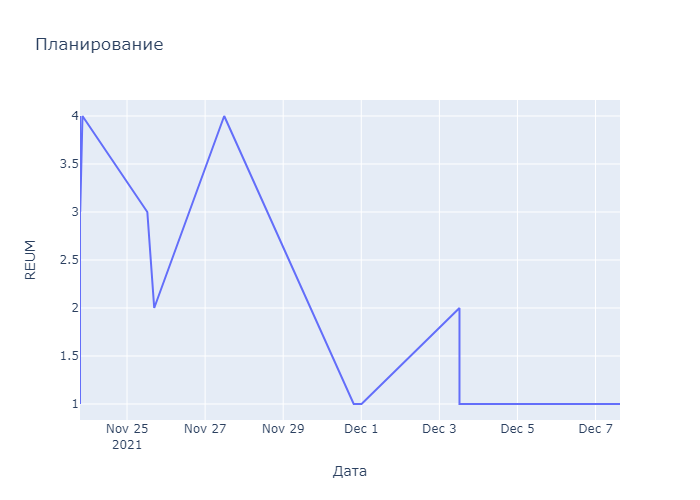 Планирование
4
3.5
3
2.5
2
1.5
1
REUM
Nov 25
2021
Nov 27
Nov 29
Dec 1
Dec 3
Dec 5
Dec 7
Дата